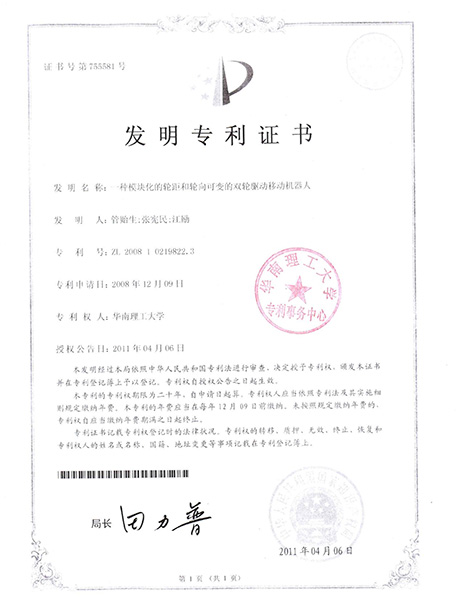 证书号第755581号
发明专利证书
发明名称：一种模块化的轮距和轮向可变的双轮驱动移动机器人
发明人：管贻生;张宪民;江励
专利号：ZL 2008 1 0219822.3
专利申请日：2008年12月09日
专利权人：华南理工大学
授权公告日：2011年04月06日
华南理工大学
专利事务中心
本发明经过本局依照中华人民共和国专利法进行审查，决定授予专利权，颁发本证书
并在专利登记簿上予以登记。专利权自授权公告之日起生效。
本专利的专利权期限为二十年，自申请日起算。专利权人应当依照专利法及其实施细
则规定缴纳年费。本专利的年费应当在每年12月09日前缴纳。未按照规定缴纳年费的，
专利权自应当缴纳年费期满之日起终止。
专利证书记载专利权登记时的法律状况。专利权的转移、质押、无效、终止、恢复和
专利权人的姓名或名称、国籍、地址变更等事项记载在专利登记簿上。
局长 田力普
2011年04月06日
第1页（共1页）